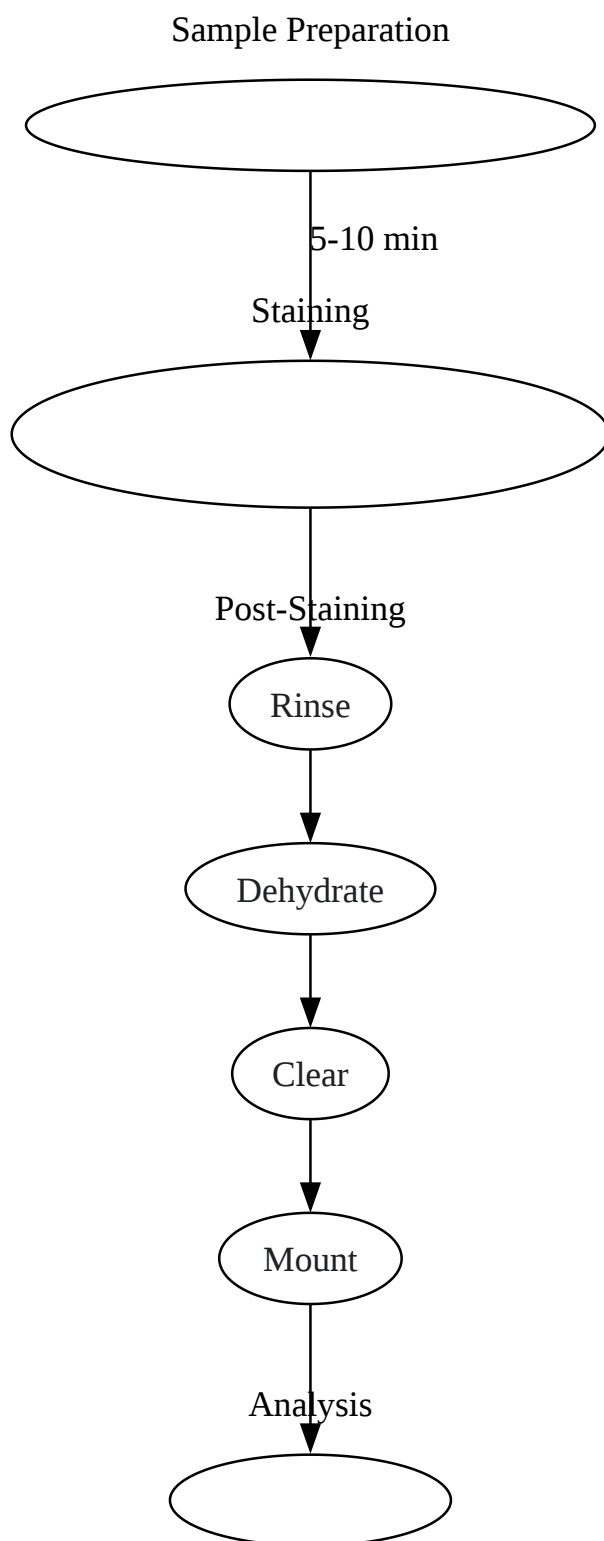 Sample Preparation
5-10 min
Staining
Post-Staining
Rinse
Dehydrate
Clear
Mount
Analysis